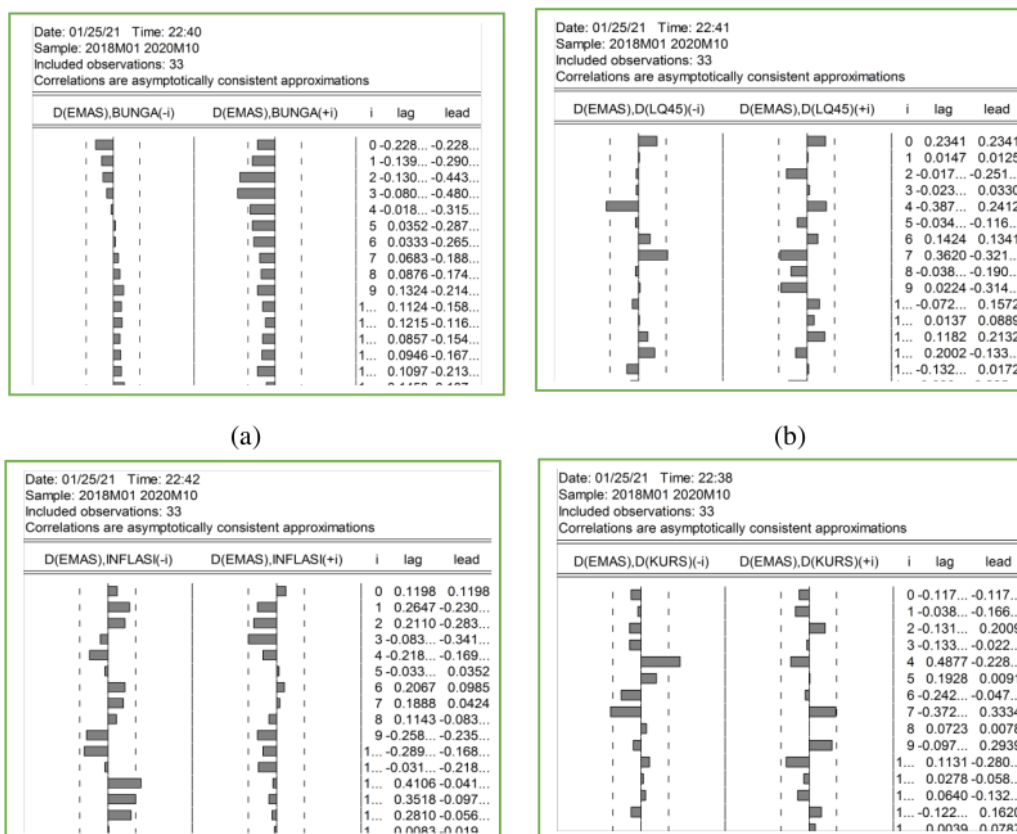 Date: 01/25/21 Time: 22:40
Sample: 2018M01 2020M10
Included observations: 33
Correlations are asymptotically consistent approximations
D(EMAS),BUNGA(-i) D(EMAS),BUNGA(+i) i lag lead
0 -0.228... -0.228...
1 -0.139... -0.290...
2 -0.130... -0.443...
3 -0.080... -0.480...
4 -0.018... -0.315...
5 0.0352 -0.287...
6 0.0333 -0.265...
7 0.0683 -0.188...
8 0.0876 -0.174...
9 0.1324 -0.214...
1... 0.1124 -0.158...
1... 0.1215 -0.116...
1... 0.0857 -0.154...
1... 0.0946 -0.167...
1... 0.1097 -0.213...
(a)
Date: 01/25/21 Time: 22:41
Sample: 2018M01 2020M10
Included observations: 33
Correlations are asymptotically consistent approximations
D(EMAS),D(LQ45)(-i) D(EMAS),D(LQ45)(+i) i lag lead
0 0.2341 0.2341
1 0.0147 0.0125
2 -0.017... -0.251...
3 -0.023... 0.0330
4 -0.387... 0.2412
5 -0.034... -0.116...
6 0.1424 0.1341
7 0.3620 -0.321...
8 -0.038... -0.190...
9 0.0224 -0.314...
1... -0.072... 0.1572
1... 0.0137 0.0889
1... 0.1182 0.2132
1... 0.2002 -0.133...
1... -0.132... 0.0172
(b)
Date: 01/25/21 Time: 22:42
Sample: 2018M01 2020M10
Included observations: 33
Correlations are asymptotically consistent approximations
D(EMAS),INFLASI(-i) D(EMAS),INFLASI(+i) i lag lead
0 0.1198 0.1198
1 0.2647 -0.230...
2 0.2110 -0.283...
3 -0.083... -0.341...
4 -0.218... -0.169...
5 -0.033... 0.0352
6 0.2067 0.0985
7 0.1888 0.0424
8 0.1143 -0.083...
9 -0.258... -0.235...
1... -0.289... -0.168...
1... -0.031... -0.218...
1... 0.4106 -0.041...
1... 0.3518 -0.097...
1... 0.2810 -0.056...
1 0.0083 -0.019
Date: 01/25/21 Time: 22:38
Sample: 2018M01 2020M10
Included observations: 33
Correlations are asymptotically consistent approximations
D(EMAS),D(KURS)(-i) D(EMAS),D(KURS)(+i) i lag lead
0 -0.117... -0.117...
1 -0.038... -0.166...
2 -0.131... 0.2009
3 -0.133... -0.022...
4 0.4877 -0.228...
5 0.1928 0.0091
6 -0.242... -0.047...
7 -0.372... 0.3334
8 0.0723 0.0078
9 -0.097... 0.2939
1... 0.1131 -0.280...
1... 0.0278 -0.058...
1... 0.0640 -0.132...
1... -0.122... 0.1620
1 0.0039 0.0787